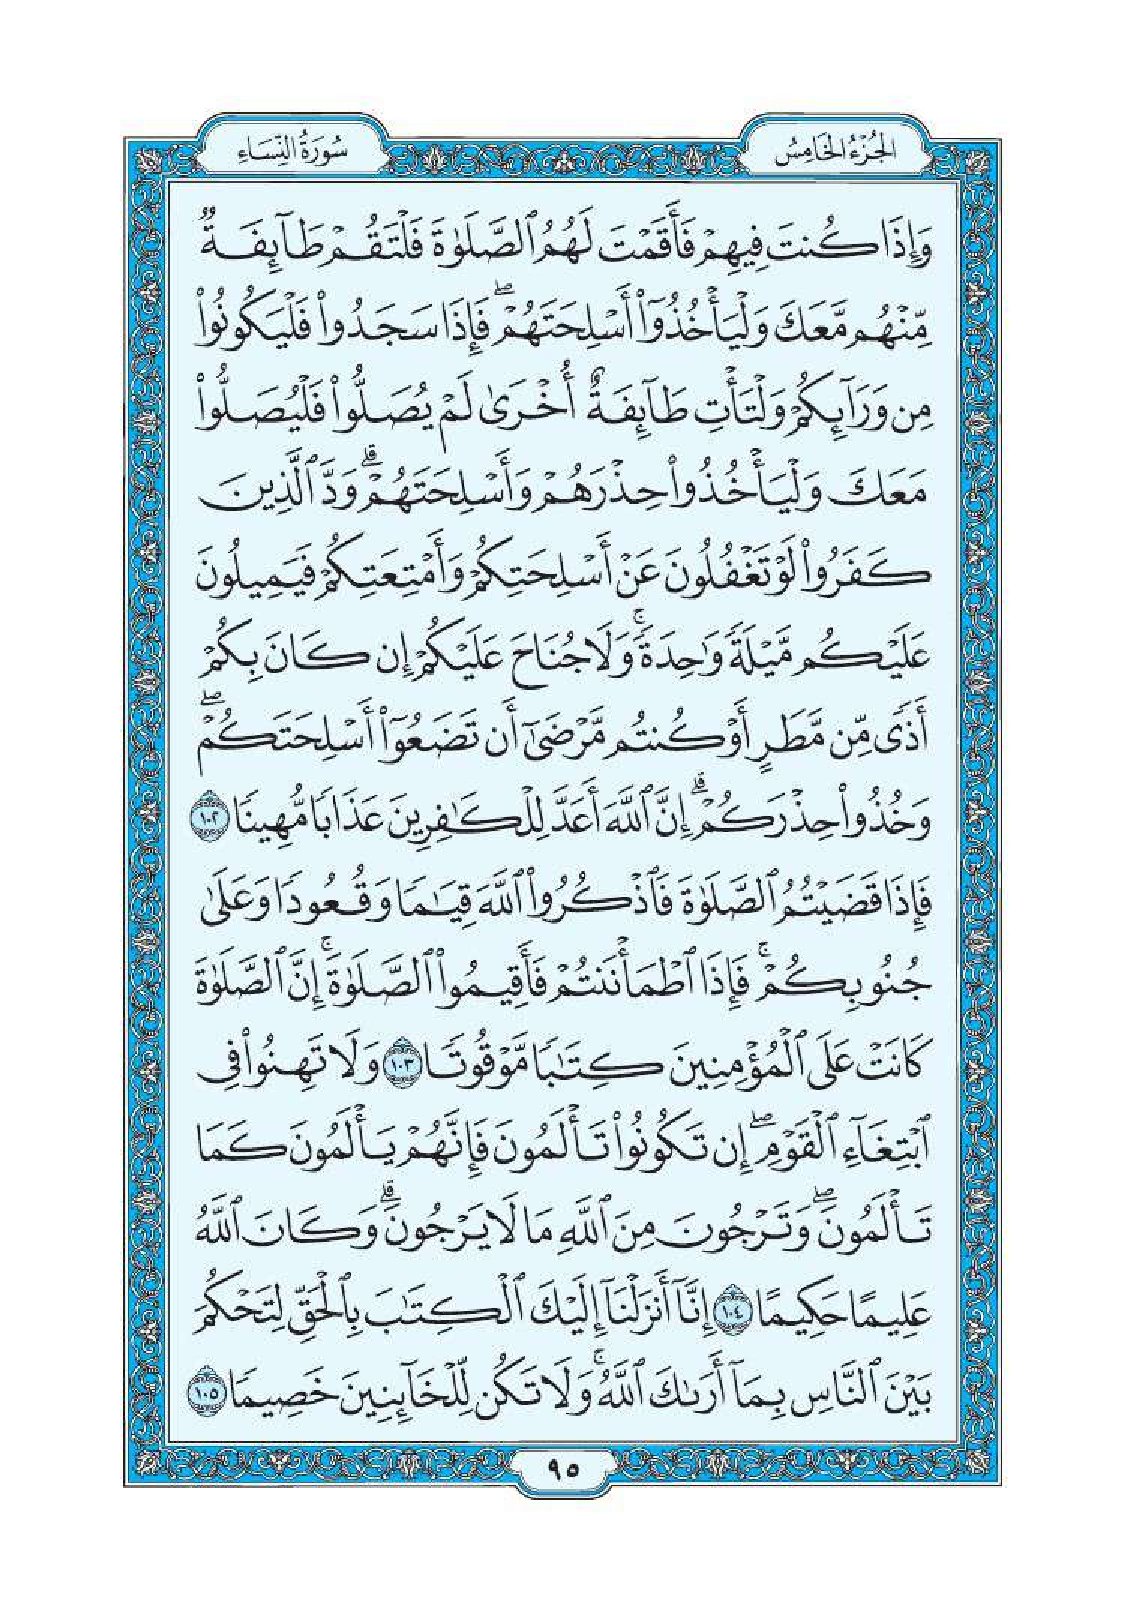 الجُزْءُ الخَامِسُ
سُورَةُ النِّسَاءِ
وَإِذَا كُنتَ فِيهِمْ فَأَقَمْتَ لَهُمُ ٱلصَّلَوٰةَ فَلْتَقُمْ طَآئِفَةٌ
مِّنْهُم مَّعَكَ وَلْيَأْخُذُوٓا۟ أَسْلِحَتَهُمْۖ فَإِذَا سَجَدُوا۟ فَلْيَكُونُوا۟
مِن وَرَآئِكُمْ وَلْتَأْتِ طَآئِفَةٌ أُخْرَىٰ لَمْ يُصَلُّوا۟ فَلْيُصَلُّوا۟
مَعَكَ وَلْيَأْخُذُوا۟ حِذْرَهُمْ وَأَسْلِحَتَهُمْۗ وَدَّ ٱلَّذِينَ
كَفَرُوا۟ لَوْ تَغْفُلُونَ عَنْ أَسْلِحَتِكُمْ وَأَمْتِعَتِكُمْ فَيَمِيلُونَ
عَلَيْكُم مَّيْلَةً وَٰحِدَةًۚ وَلَا جُنَاحَ عَلَيْكُمْ إِن كَانَ بِكُمْ
أَذًى مِّن مَّطَرٍ أَوْ كُنتُم مَّرْضَىٰٓ أَن تَضَعُوٓا۟ أَسْلِحَتَكُمْۖ
وَخُذُوا۟ حِذْرَكُمْۗ إِنَّ ٱللَّهَ أَعَدَّ لِلْكَٰفِرِينَ عَذَابًا مُّهِينًا ١٠٢
فَإِذَا قَضَيْتُمُ ٱلصَّلَوٰةَ فَٱذْكُرُوا۟ ٱللَّهَ قِيَٰمًا وَقُعُودًا وَعَلَىٰ
جُنُوبِكُمْۚ فَإِذَا ٱطْمَأْنَنتُمْ فَأَقِيمُوا۟ ٱلصَّلَوٰةَۚ إِنَّ ٱلصَّلَوٰةَ
كَانَتْ عَلَى ٱلْمُؤْمِنِينَ كِتَٰبًا مَّوْقُوتًا ١٠٣ وَلَا تَهِنُوا۟ فِى
ٱبْتِغَآءِ ٱلْقَوْمِۖ إِن تَكُونُوا۟ تَأْلَمُونَ فَإِنَّهُمْ يَأْلَمُونَ كَمَا
تَأْلَمُونَۖ وَتَرْجُونَ مِنَ ٱللَّهِ مَا لَا يَرْجُونَۗ وَكَانَ ٱللَّهُ
عَلِيمًا حَكِيمًا ١٠٤ إِنَّآ أَنزَلْنَآ إِلَيْكَ ٱلْكِتَٰبَ بِٱلْحَقِّ لِتَحْكُمَ
بَيْنَ ٱلنَّاسِ بِمَآ أَرَىٰكَ ٱللَّهُۚ وَلَا تَكُن لِّلْخَآئِنِينَ خَصِيمًا ١٠٥
٩٥